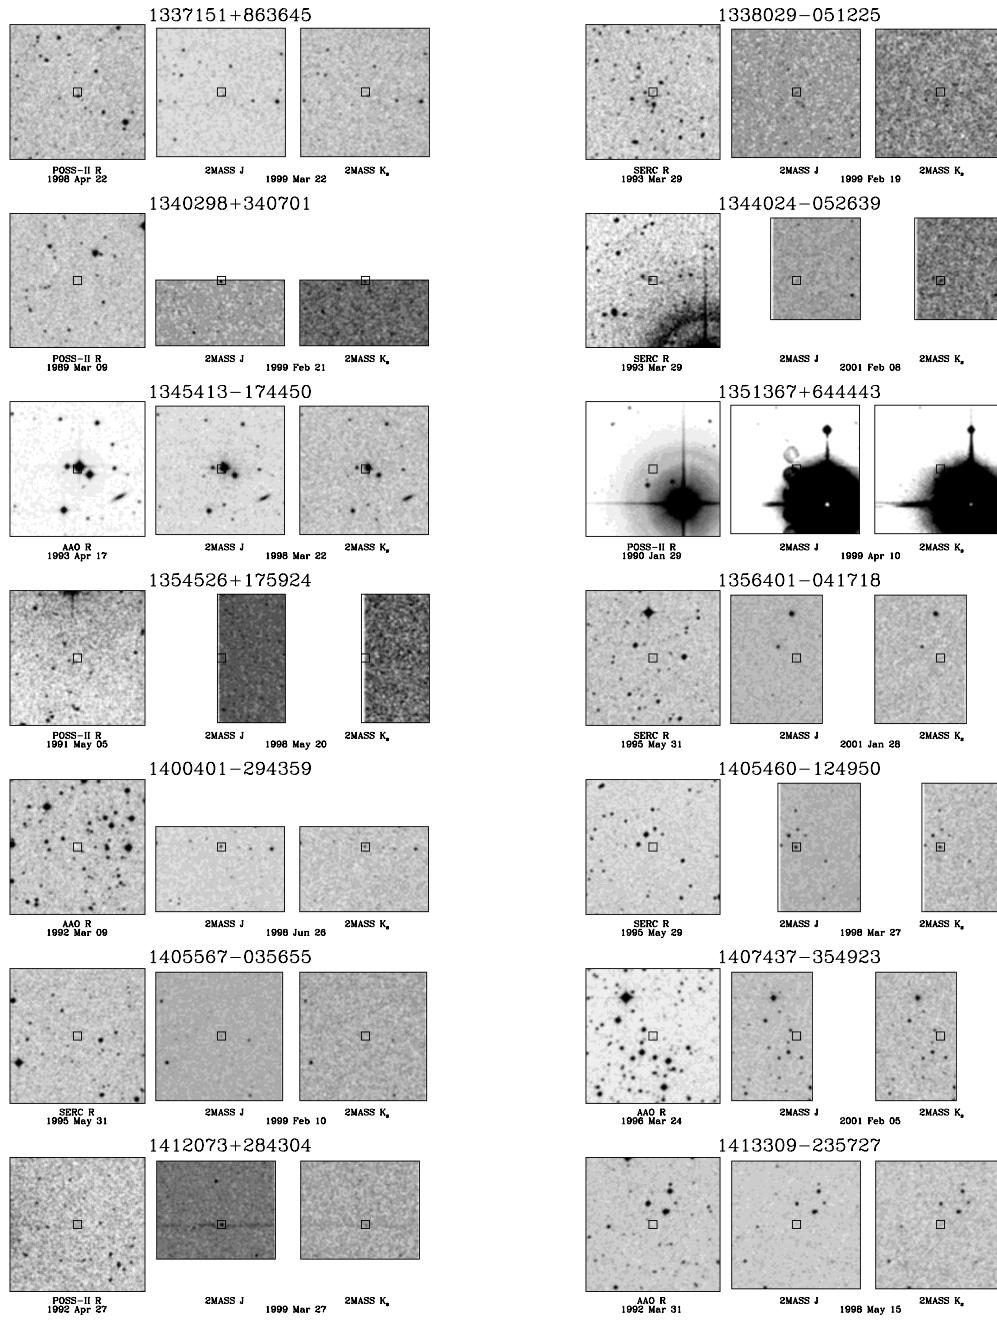 1337151+863645
POSS-II R
1998 Apr 22
2MASS J
1999 Mar 22
2MASS Ks
1338029-051225
SERC R
1993 Mar 29
2MASS J
1999 Feb 19
2MASS Ks
1340298+340701
POSS-II R
1989 Mar 09
2MASS J
1999 Feb 21
2MASS Ks
1344024-052639
SERC R
1993 Mar 29
2MASS J
2001 Feb 08
2MASS Ks
1345413-174450
AAO R
1993 Apr 17
2MASS J
1998 Mar 22
2MASS Ks
1351367+644443
POSS-II R
1990 Jan 29
2MASS J
1999 Apr 10
2MASS Ks
1354526+175924
POSS-II R
1991 May 05
2MASS J
1998 May 20
2MASS Ks
1356401-041718
SERC R
1995 May 31
2MASS J
2001 Jan 28
2MASS Ks
1400401-294359
AAO R
1992 Mar 09
2MASS J
1998 Jun 26
2MASS Ks
1405460-124950
SERC R
1995 May 29
2MASS J
1998 Mar 27
2MASS Ks
1405567-035655
SERC R
1995 May 31
2MASS J
1999 Feb 10
2MASS Ks
1407437-354923
AAO R
1996 Mar 24
2MASS J
2001 Feb 05
2MASS Ks
1412073+284304
POSS-II R
1992 Apr 27
2MASS J
1999 Mar 27
2MASS Ks
1413309-235727
AAO R
1992 Mar 31
2MASS J
1998 May 15
2MASS Ks